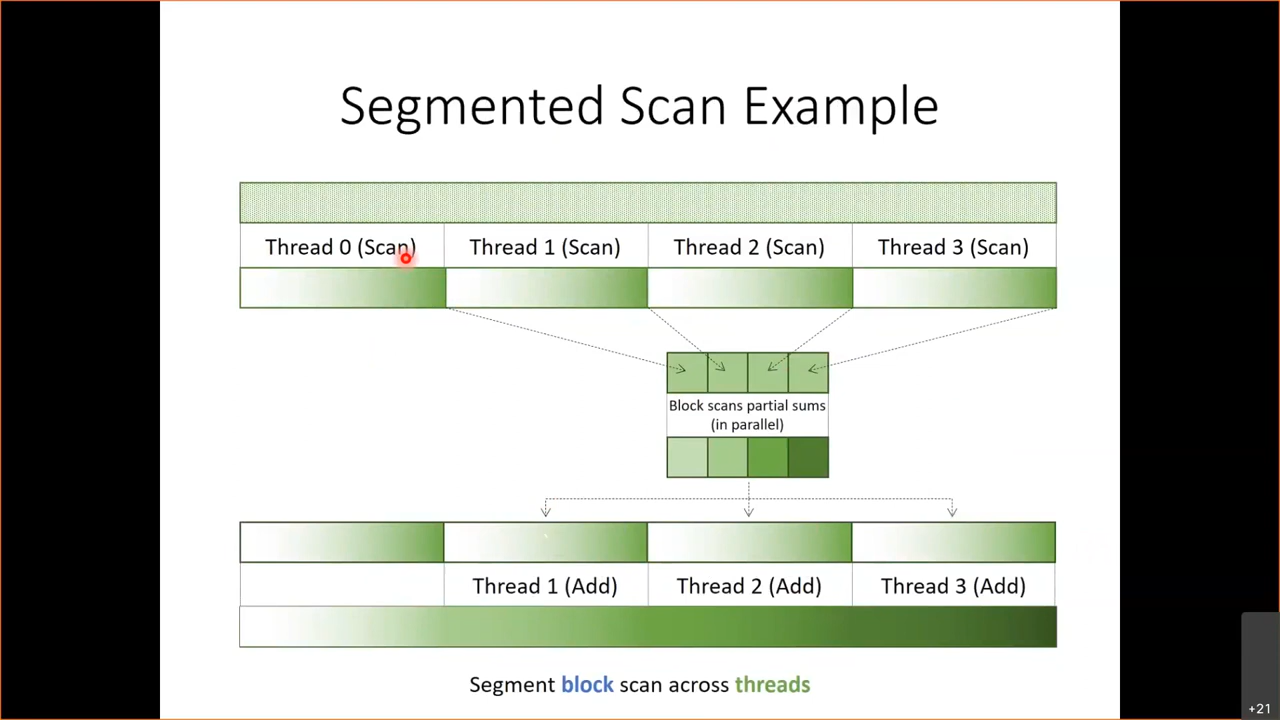 Segmented Scan Example
Thread 0 (Scan) Thread 1 (Scan) Thread 2 (Scan) Thread 3 (Scan)
Block scans partial sums
(in parallel)
Thread 1 (Add) Thread 2 (Add) Thread 3 (Add)
Segment block scan across threads
+21